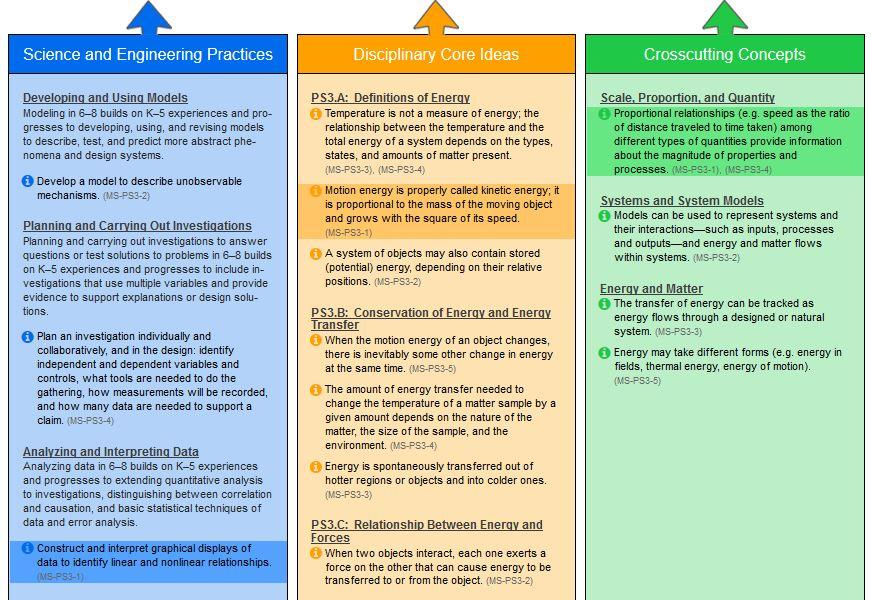 Science and Engineering Practices
Developing and Using Models
Modeling in 6–8 builds on K–5 experiences and pro-
gresses to developing, using, and revising models
to describe, test, and predict more abstract phe-
nomena and design systems.
Develop a model to describe unobservable
mechanisms. (MS-PS3-2)
Planning and Carrying Out Investigations
Planning and carrying out investigations to answer
questions or test solutions to problems in 6–8 builds
on K–5 experiences and progresses to include in-
vestigations that use multiple variables and provide
evidence to support explanations or design solu-
tions.
Plan an investigation individually and
collaboratively, and in the design: identify
independent and dependent variables and
controls, what tools are needed to do the
gathering, how measurements will be recorded,
and how many data are needed to support a
claim. (MS-PS3-4)
Analyzing and Interpreting Data
Analyzing data in 6–8 builds on K–5 experiences
and progresses to extending quantitative analysis
to investigations, distinguishing between correlation
and causation, and basic statistical techniques of
data and error analysis.
Construct and interpret graphical displays of
data to identify linear and nonlinear relationships.
(MS-PS3-1)
Disciplinary Core Ideas
PS3.A: Definitions of Energy
Temperature is not a measure of energy; the
relationship between the temperature and the
total energy of a system depends on the types,
states, and amounts of matter present.
(MS-PS3-3), (MS-PS3-4)
Motion energy is properly called kinetic energy; it
is proportional to the mass of the moving object
and grows with the square of its speed.
(MS-PS3-1)
A system of objects may also contain stored
(potential) energy, depending on their relative
positions. (MS-PS3-2)
PS3.B: Conservation of Energy and Energy
Transfer
When the motion energy of an object changes,
there is inevitably some other change in energy
at the same time. (MS-PS3-5)
The amount of energy transfer needed to
change the temperature of a matter sample by a
given amount depends on the nature of the
matter, the size of the sample, and the
environment. (MS-PS3-4)
Energy is spontaneously transferred out of
hotter regions or objects and into colder ones.
(MS-PS3-3)
PS3.C: Relationship Between Energy and
Forces
When two objects interact, each one exerts a
force on the other that can cause energy to be
transferred to or from the object. (MS-PS3-2)
Crosscutting Concepts
Scale, Proportion, and Quantity
Proportional relationships (e.g. speed as the ratio
of distance traveled to time taken) among
different types of quantities provide information
about the magnitude of properties and
processes. (MS-PS3-1), (MS-PS3-4)
Systems and System Models
Models can be used to represent systems and
their interactions—such as inputs, processes
and outputs—and energy and matter flows
within systems. (MS-PS3-2)
Energy and Matter
The transfer of energy can be tracked as
energy flows through a designed or natural
system. (MS-PS3-3)
Energy may take different forms (e.g. energy in
fields, thermal energy, energy of motion).
(MS-PS3-5)